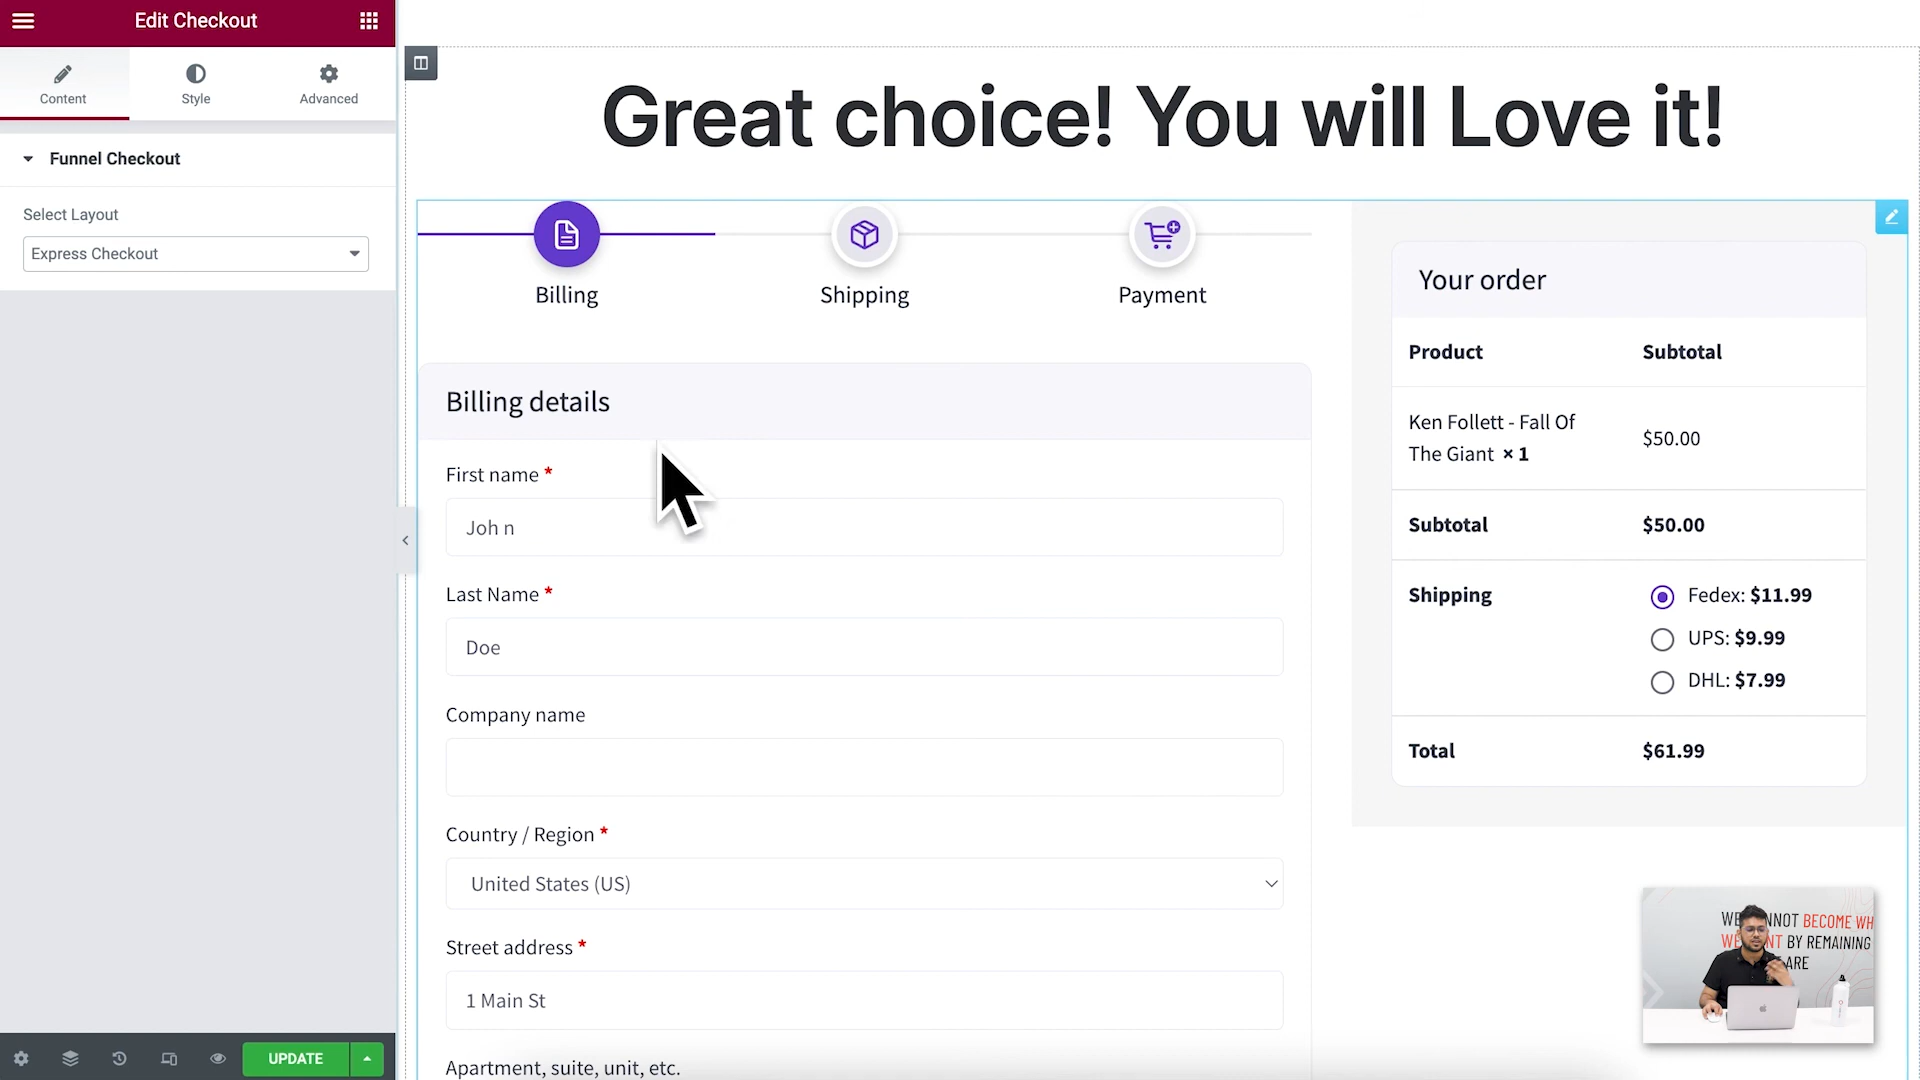 Edit Checkout
Content
Style
Advanced
Funnel Checkout
Select Layout
Express Checkout
UPDATE
Great choice! You will Love it!
Billing
Shipping
Payment
Billing details
First name *
Joh n
Last Name *
Doe
Company name
Country / Region *
United States (US)
Street address *
1 Main St
Apartment, suite, unit, etc.
Your order
Product Subtotal
Ken Follett - Fall Of
The Giant × 1
$50.00
Subtotal $50.00
Shipping
Fedex: $11.99
UPS: $9.99
DHL: $7.99
Total $61.99
BECOME WH
BY REMAINING
ARE